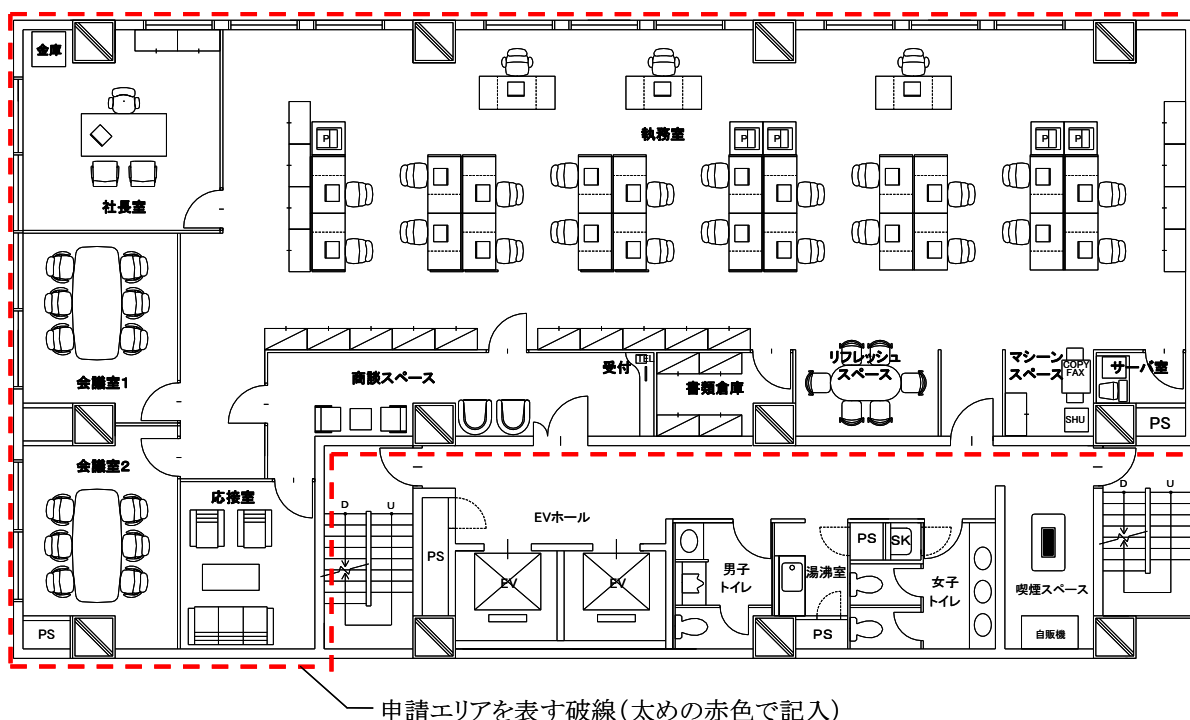 金庫
執務室
P
P
P
P
P
社長室
会議室1
商談スペース
受付
TEL
書類倉庫
リフレッシュ
スペース
マシーン
スペース
COPY
FAX
SHU
サーバ室
PS
会議室2
応接室
D
U
PS
EVホール
EV
EV
男子
トイレ
湯沸室
PS
SK
女子
トイレ
PS
喫煙スペース
自販機
D
U
PS
申請エリアを表す破線(太めの赤色で記入)